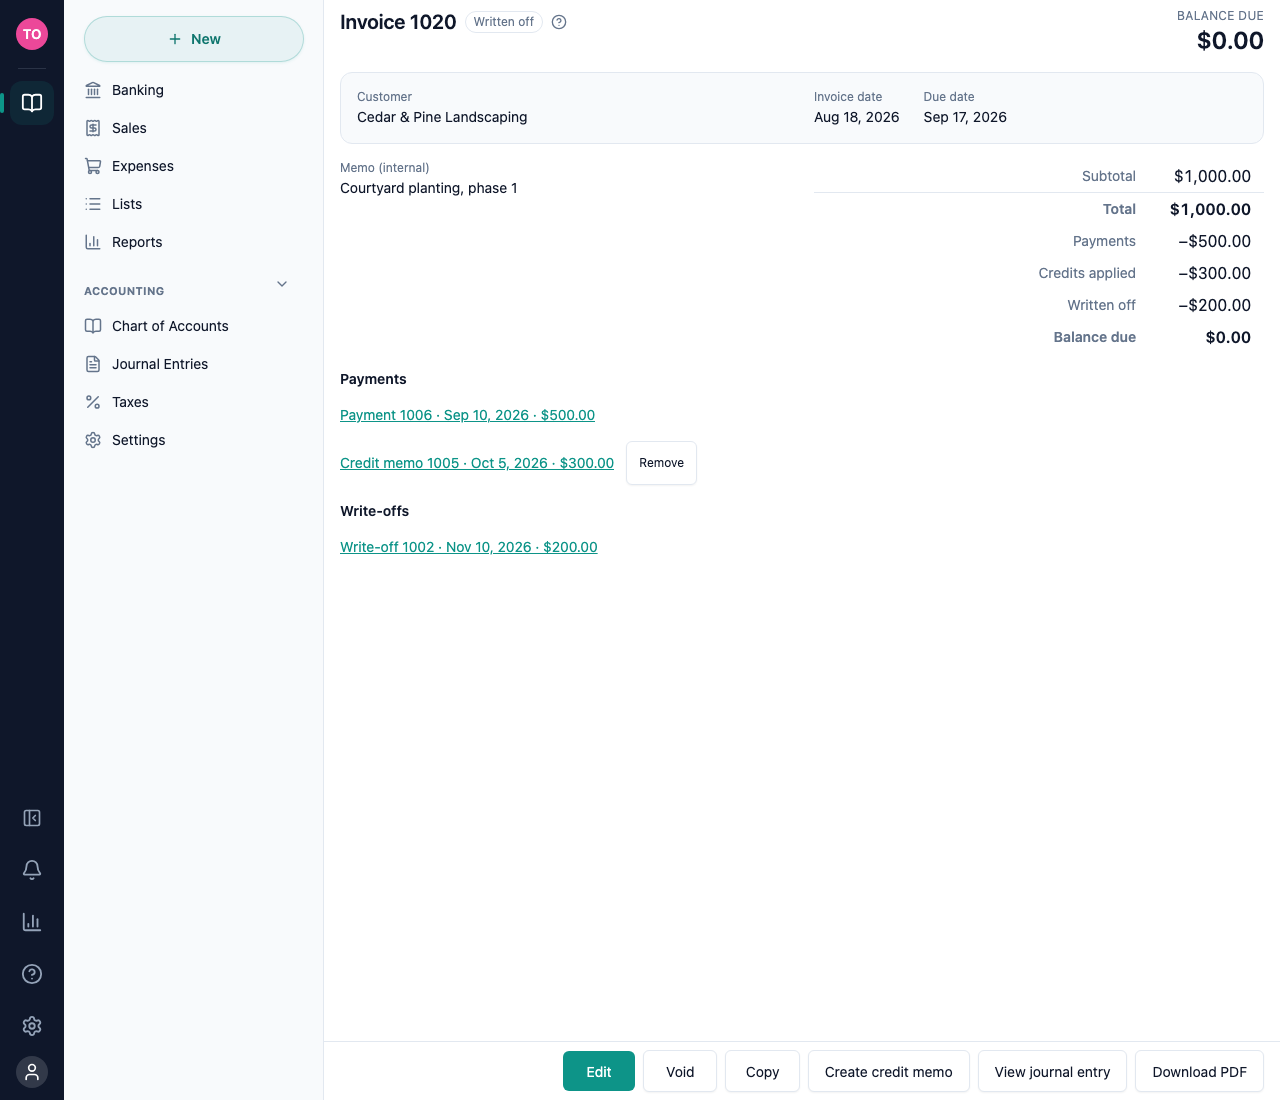 TO
New
Banking
Sales
Expenses
Lists
Reports
ACCOUNTING
Chart of Accounts
Journal Entries
Taxes
Settings
Invoice 1020 Written off
BALANCE DUE
$0.00
Customer
Cedar & Pine Landscaping
Invoice date
Aug 18, 2026
Due date
Sep 17, 2026
Memo (internal)
Courtyard planting, phase 1
Subtotal $1,000.00
Total $1,000.00
Payments –$500.00
Credits applied –$300.00
Written off –$200.00
Balance due $0.00
Payments
Payment 1006 · Sep 10, 2026 · $500.00
Credit memo 1005 · Oct 5, 2026 · $300.00 Remove
Write-offs
Write-off 1002 · Nov 10, 2026 · $200.00
Edit Void Copy Create credit memo View journal entry Download PDF